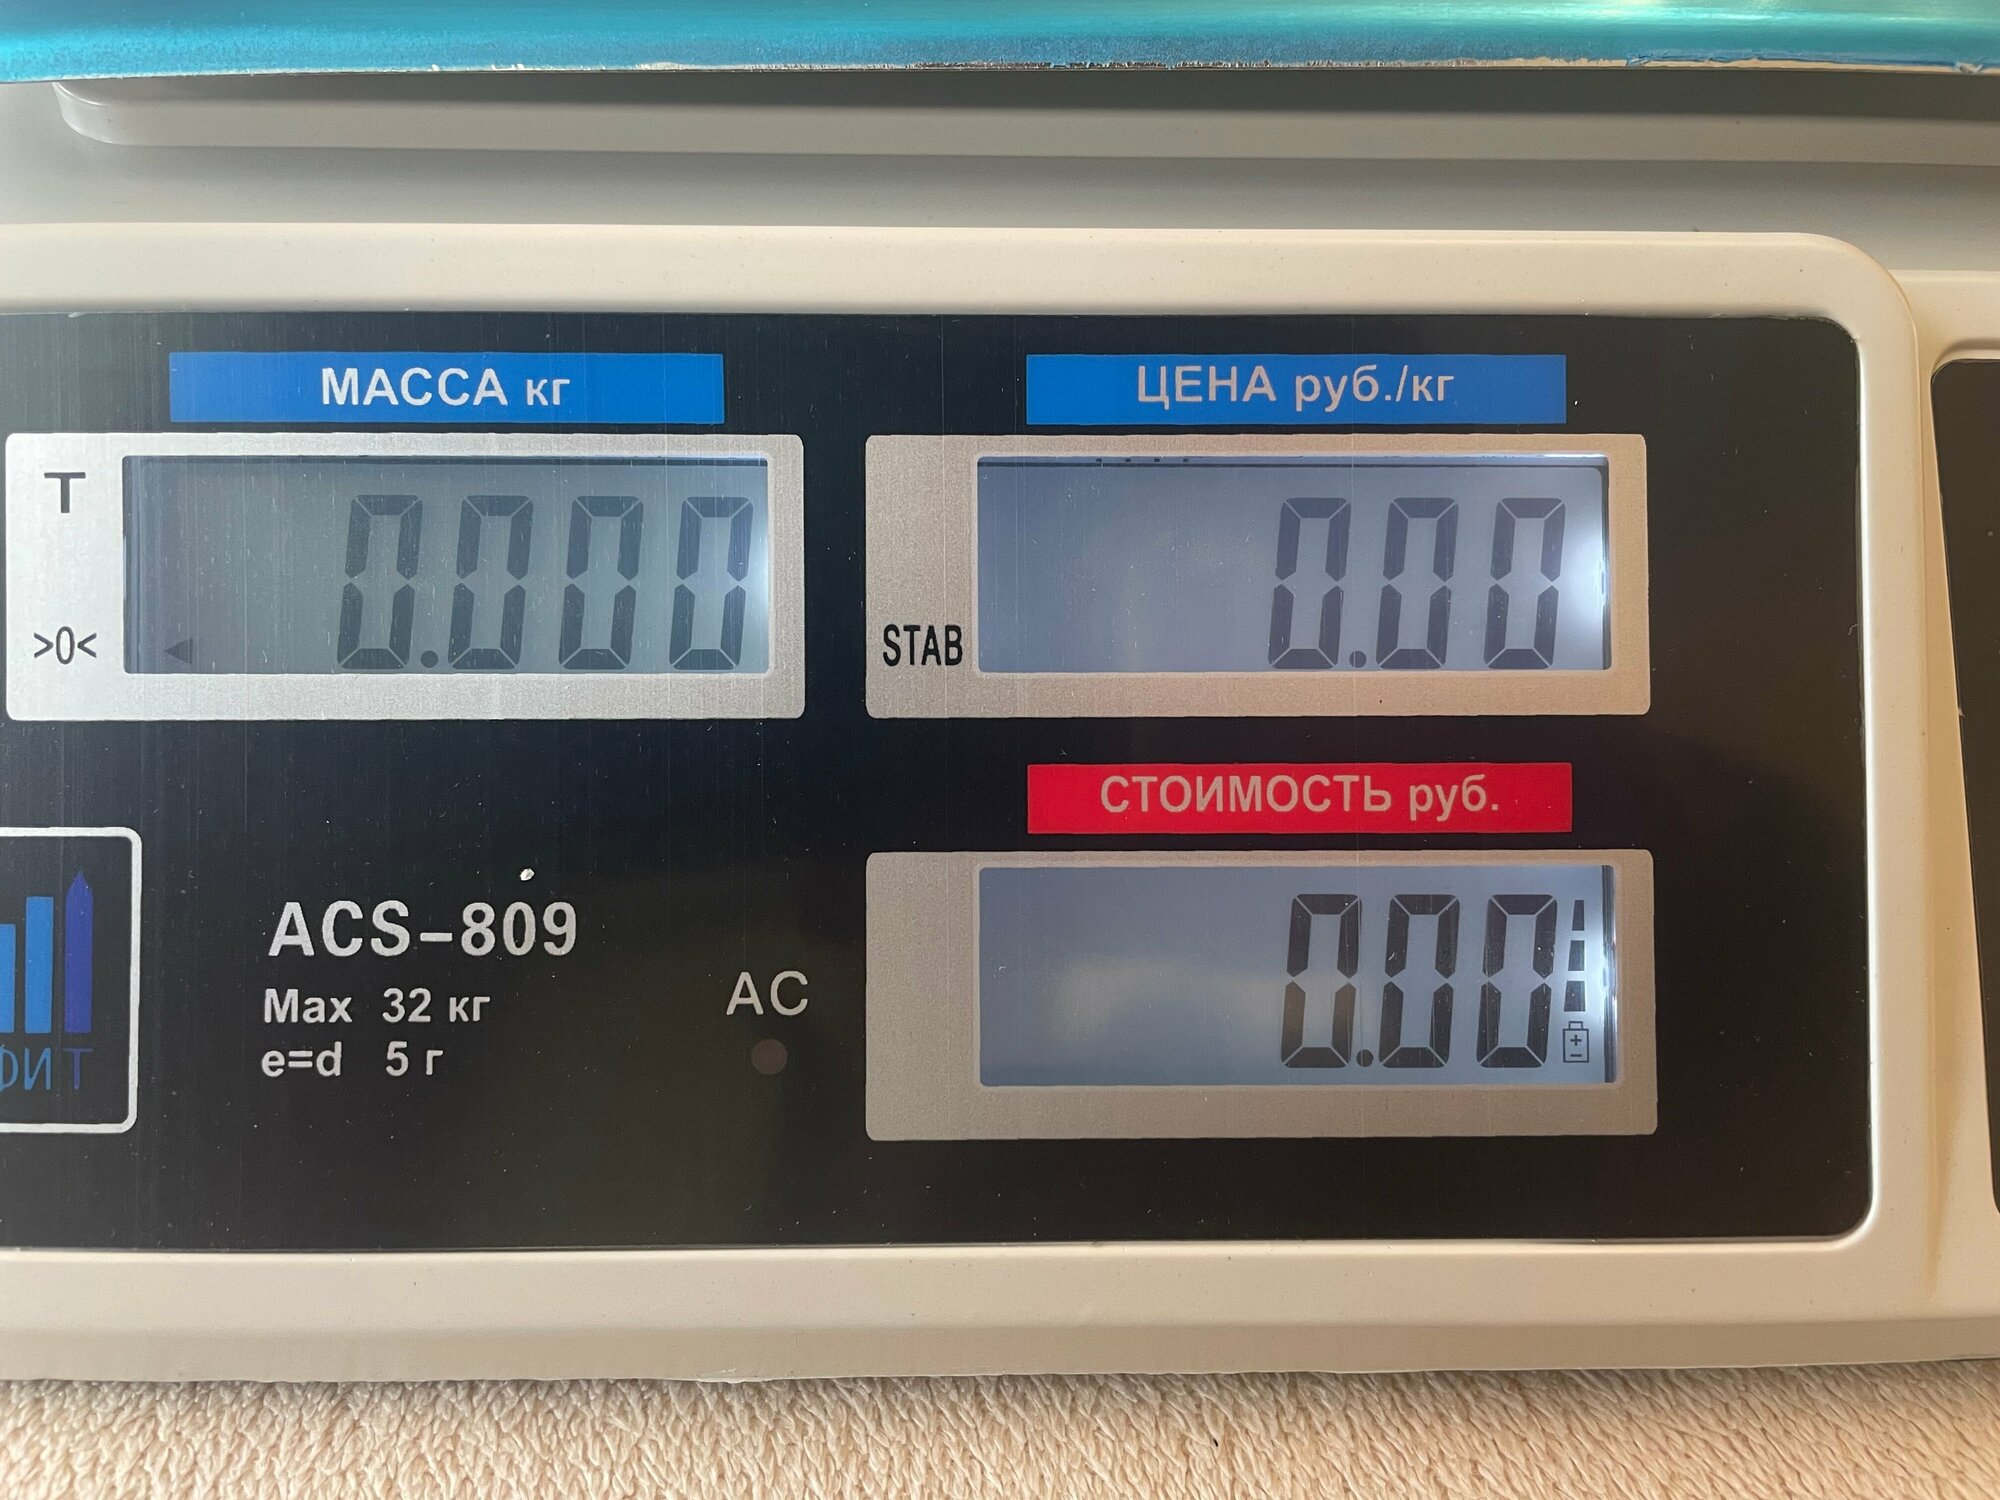 МАССА кг
ЦЕНА руб./кг
T
0.000
0.00
>0<
STAB
СТОИМОСТЬ руб.
0.00
ACS-809
Max 32 кг
AC
e=d 5 г